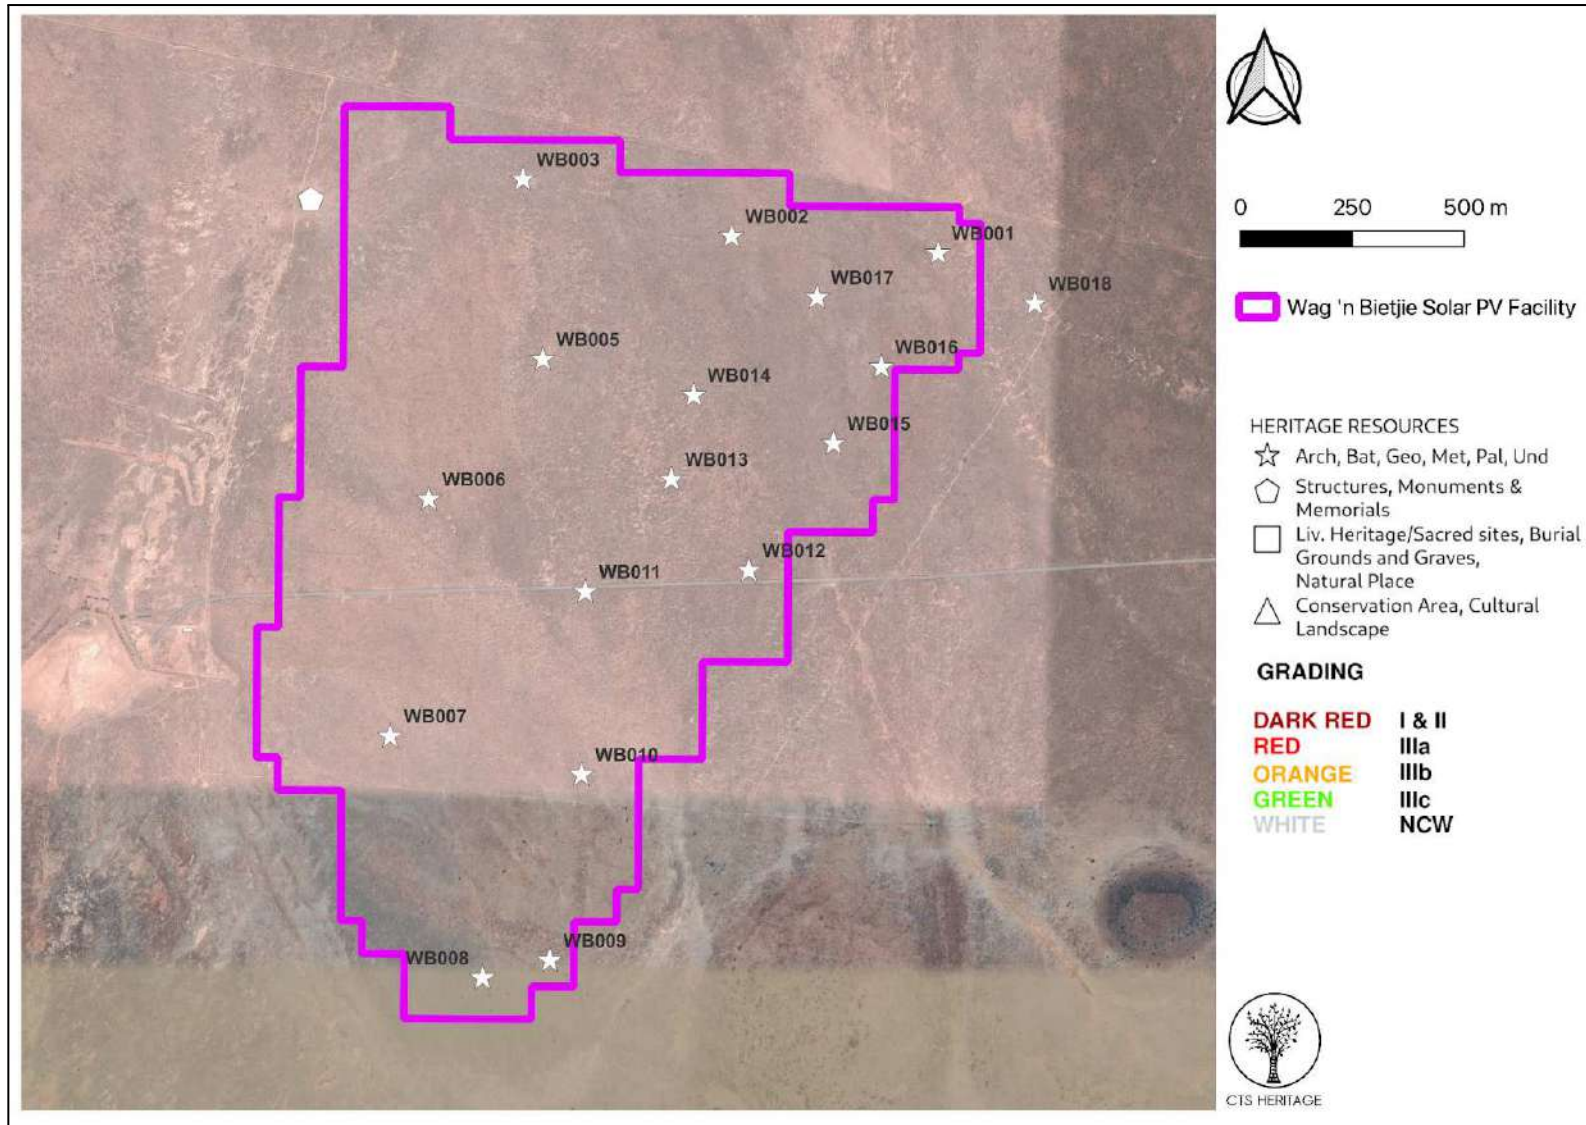 WB003
WB002
WB001
WB017
WB018
WB005
WB016
WB014
WB015
WB013
WB006
WB012
WB011
WB007
WB010
WB009
WB008
0 250 500 m
Wag 'n Bietjie Solar PV Facility
HERITAGE RESOURCES
Arch, Bat, Geo, Met, Pal, Und
Structures, Monuments &
Memorials
Liv. Heritage/Sacred sites, Burial
Grounds and Graves,
Natural Place
Conservation Area, Cultural
Landscape
GRADING
DARK RED I & II
RED IIIa
ORANGE IIIb
GREEN IIIc
WHITE NCW
CTS HERITAGE